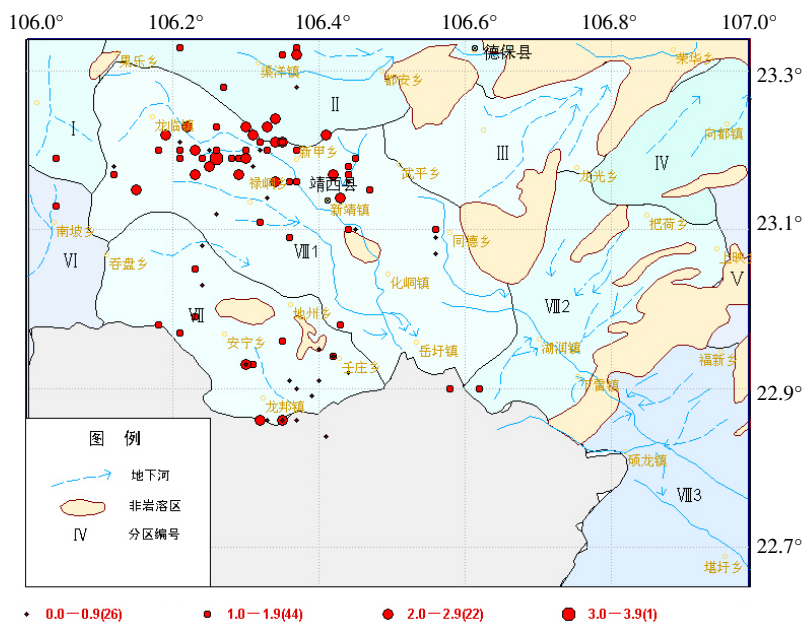 106.0° 106.2° 106.4° 106.6° 106.8° 107.0°
果乐乡
渠洋镇
都安乡
德保县
荣华乡
23.3°
I
II
龙临镇
III
IV
向都镇
新甲乡
武平乡
龙光乡
禄峒乡
靖西县
新靖镇
23.1°
南坡乡
VI
吞盘乡
VIII1
同德乡
把荷乡
上映乡
V
化峒镇
VIII2
VII
地州乡
安宁乡
壬庄乡
岳圩镇
湖润镇
福新乡
下雷镇
22.9°
龙邦镇
硕龙镇
VIII3
图 例
地下河
非岩溶区
IV 分区编号
22.7°
堪圩乡
0.0—0.9(26) 1.0—1.9(44) 2.0—2.9(22) 3.0—3.9(1)